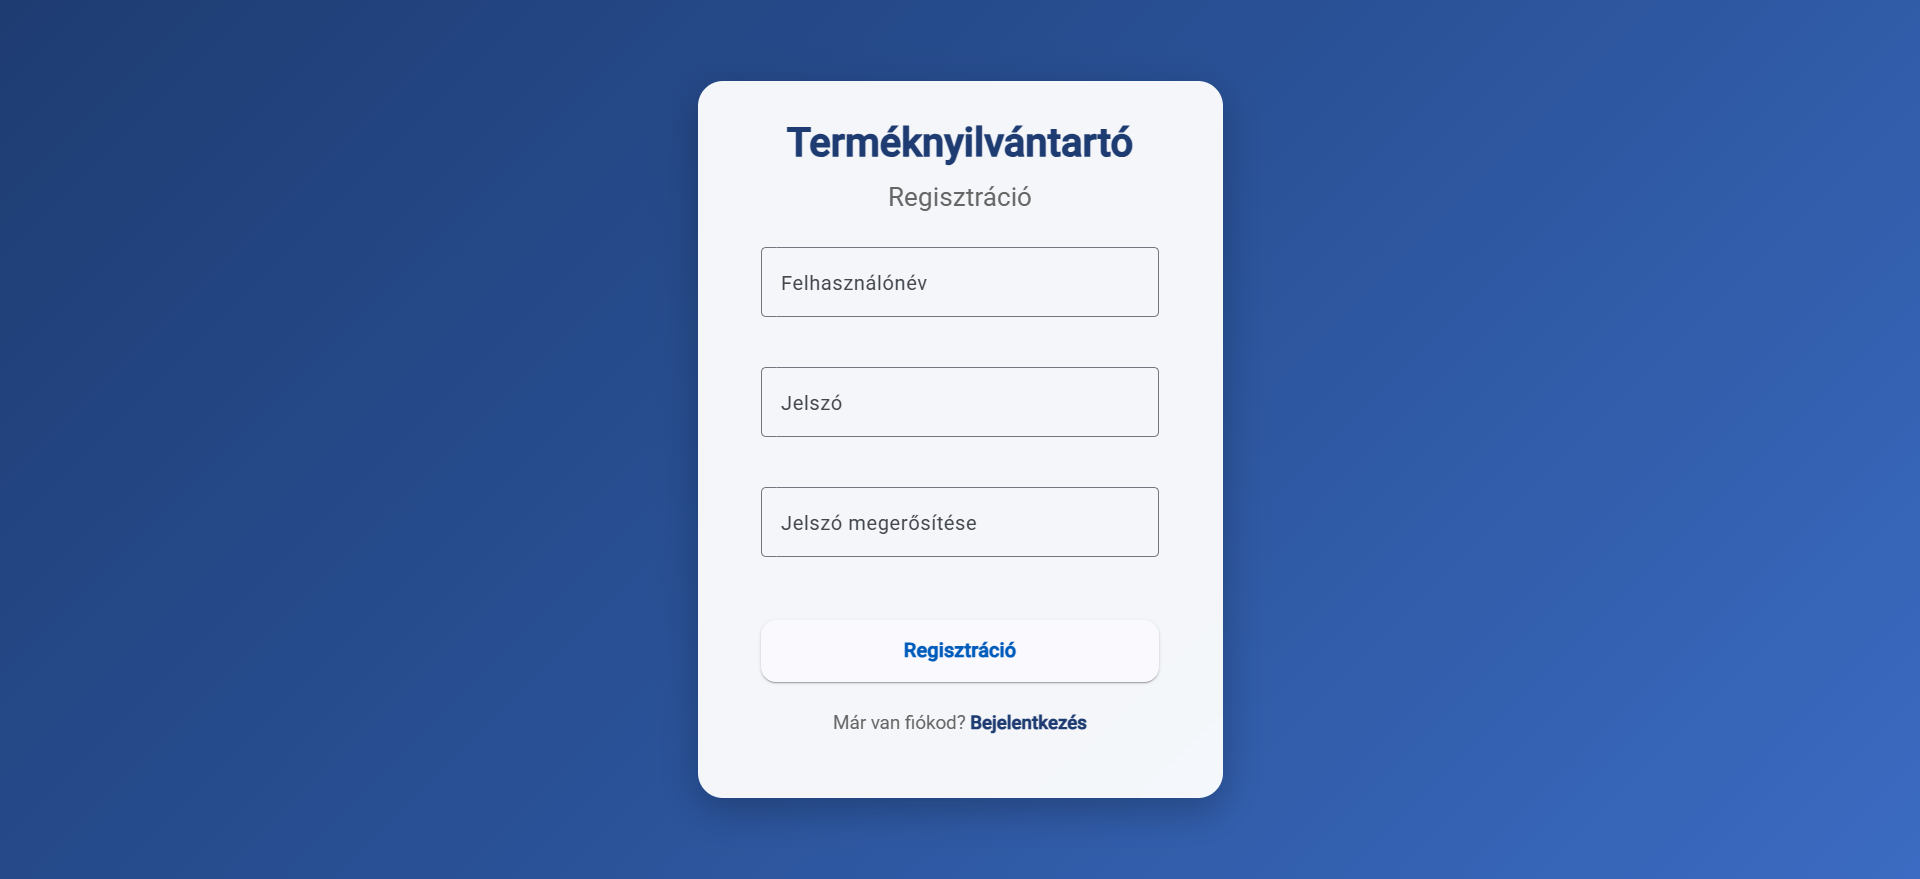 Terméknyilvántartó
Regisztráció
Felhasználónév
Jelszó
Jelszó megerősítése
Regisztráció
Már van fiókod? Bejelentkezés